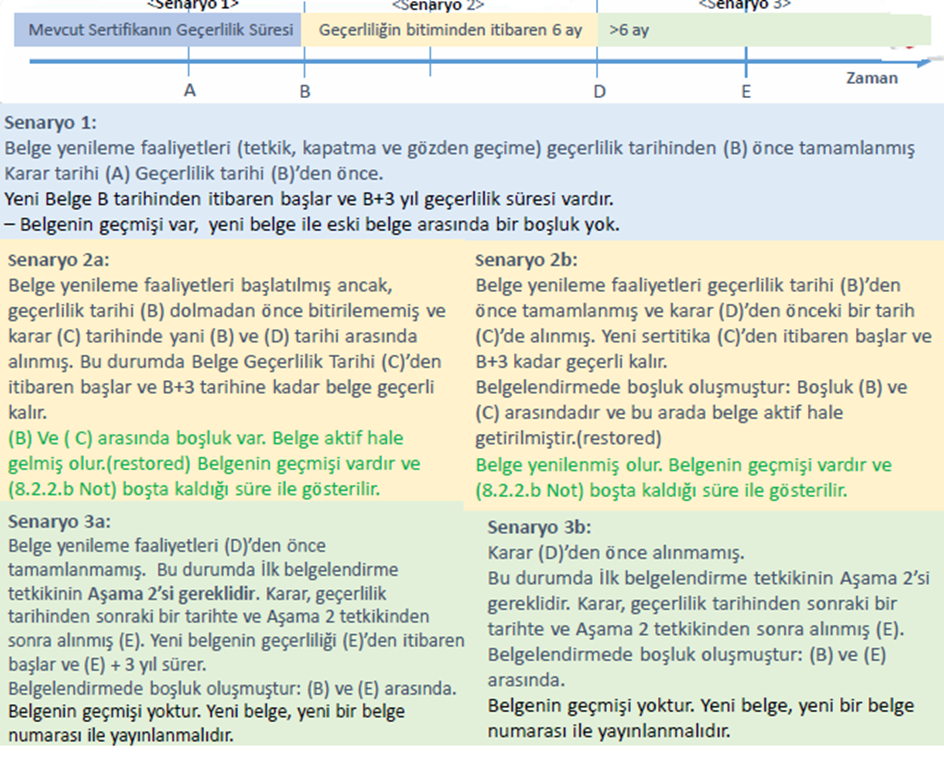 <Senaryo 1>
<Senaryo 2>
<Senaryo 3>
Mevcut Sertifikanın Geçerlilik Süresi
Geçerliliğin bitiminden itibaren 6 ay
>6 ay
Zaman
A
B
D
E
Senaryo 1:
Belge yenileme faaliyetleri (tetkik, kapatma ve gözden geçime) geçerlilik tarihinden (B) önce tamamlanmış
Karar tarihi (A) Geçerlilik tarihi (B)’den önce.
Yeni Belge B tarihinden itibaren başlar ve B+3 yıl geçerlilik süresi vardır.
– Belgenin geçmişi var, yeni belge ile eski belge arasında bir boşluk yok.
Senaryo 2a:
Belge yenileme faaliyetleri başlatılmış ancak,
geçerlilik tarihi (B) dolmadan önce bitirilememiş ve
karar (C) tarihinde yani (B) ve (D) tarihi arasında
alınmış. Bu durumda Belge Geçerlilik Tarihi (C)’den
itibaren başlar ve B+3 tarihine kadar belge geçerli
kalır.
(B) Ve ( C) arasında boşluk var. Belge aktif hale
gelmiş olur.(restored) Belgenin geçmişi vardır ve
(8.2.2.b Not) boşta kaldığı süre ile gösterilir.
Senaryo 2b:
Belge yenileme faaliyetleri geçerlilik tarihi (B)’den
önce tamamlanmış ve karar (D)’den önceki bir tarih
(C)’de alınmış. Yeni sertitika (C)’den itibaren başlar ve
B+3 kadar geçerli kalır.
Belgelendirmede boşluk oluşmuştur: Boşluk (B) ve
(C) arasındadır ve bu arada belge aktif hale
getirilmiştir.(restored)
Belge yenilenmiş olur. Belgenin geçmişi vardır ve
(8.2.2.b Not) boşta kaldığı süre ile gösterilir.
Senaryo 3a:
Belge yenileme faaliyetleri (D)’den önce
tamamlanmamış. Bu durumda İlk belgelendirme
tetkikinin Aşama 2’si gereklidir. Karar, geçerlilik
tarihinden sonraki bir tarihte ve Aşama 2 tetkikinden
sonra alınmış (E). Yeni belgenin geçerliliği (E)’den itibaren
başlar ve (E) + 3 yıl sürer.
Belgelendirmede boşluk oluşmuştur: (B) ve (E) arasında.
Belgenin geçmişi yoktur. Yeni belge, yeni bir belge
numarası ile yayınlanmalıdır.
Senaryo 3b:
Karar (D)’den önce alınmamış.
Bu durumda İlk belgelendirme tetkikinin Aşama 2’si
gereklidir. Karar, geçerlilik tarihinden sonraki bir
tarihte ve Aşama 2 tetkikinden sonra alınmış (E).
Belgelendirmede boşluk oluşmuştur: (B) ve (E)
arasında.
Belgenin geçmişi yoktur. Yeni belge, yeni bir belge
numarası ile yayınlanmalıdır.